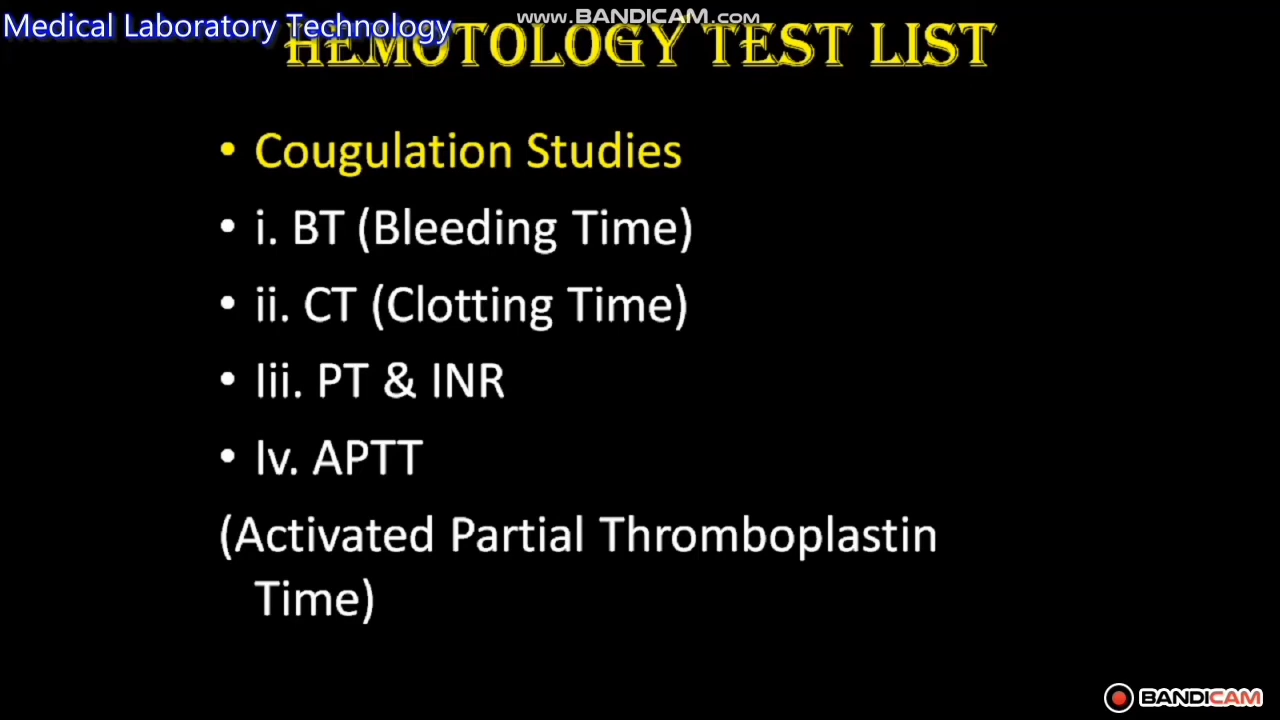 www.BANDICAM.com
Medical Laboratory Technology
HEMOTOLOGY TEST LIST
• Cougulation Studies
• i. BT (Bleeding Time)
• ii. CT (Clotting Time)
• Iii. PT & INR
• Iv. APTT
(Activated Partial Thromboplastin
Time)
BANDICAM